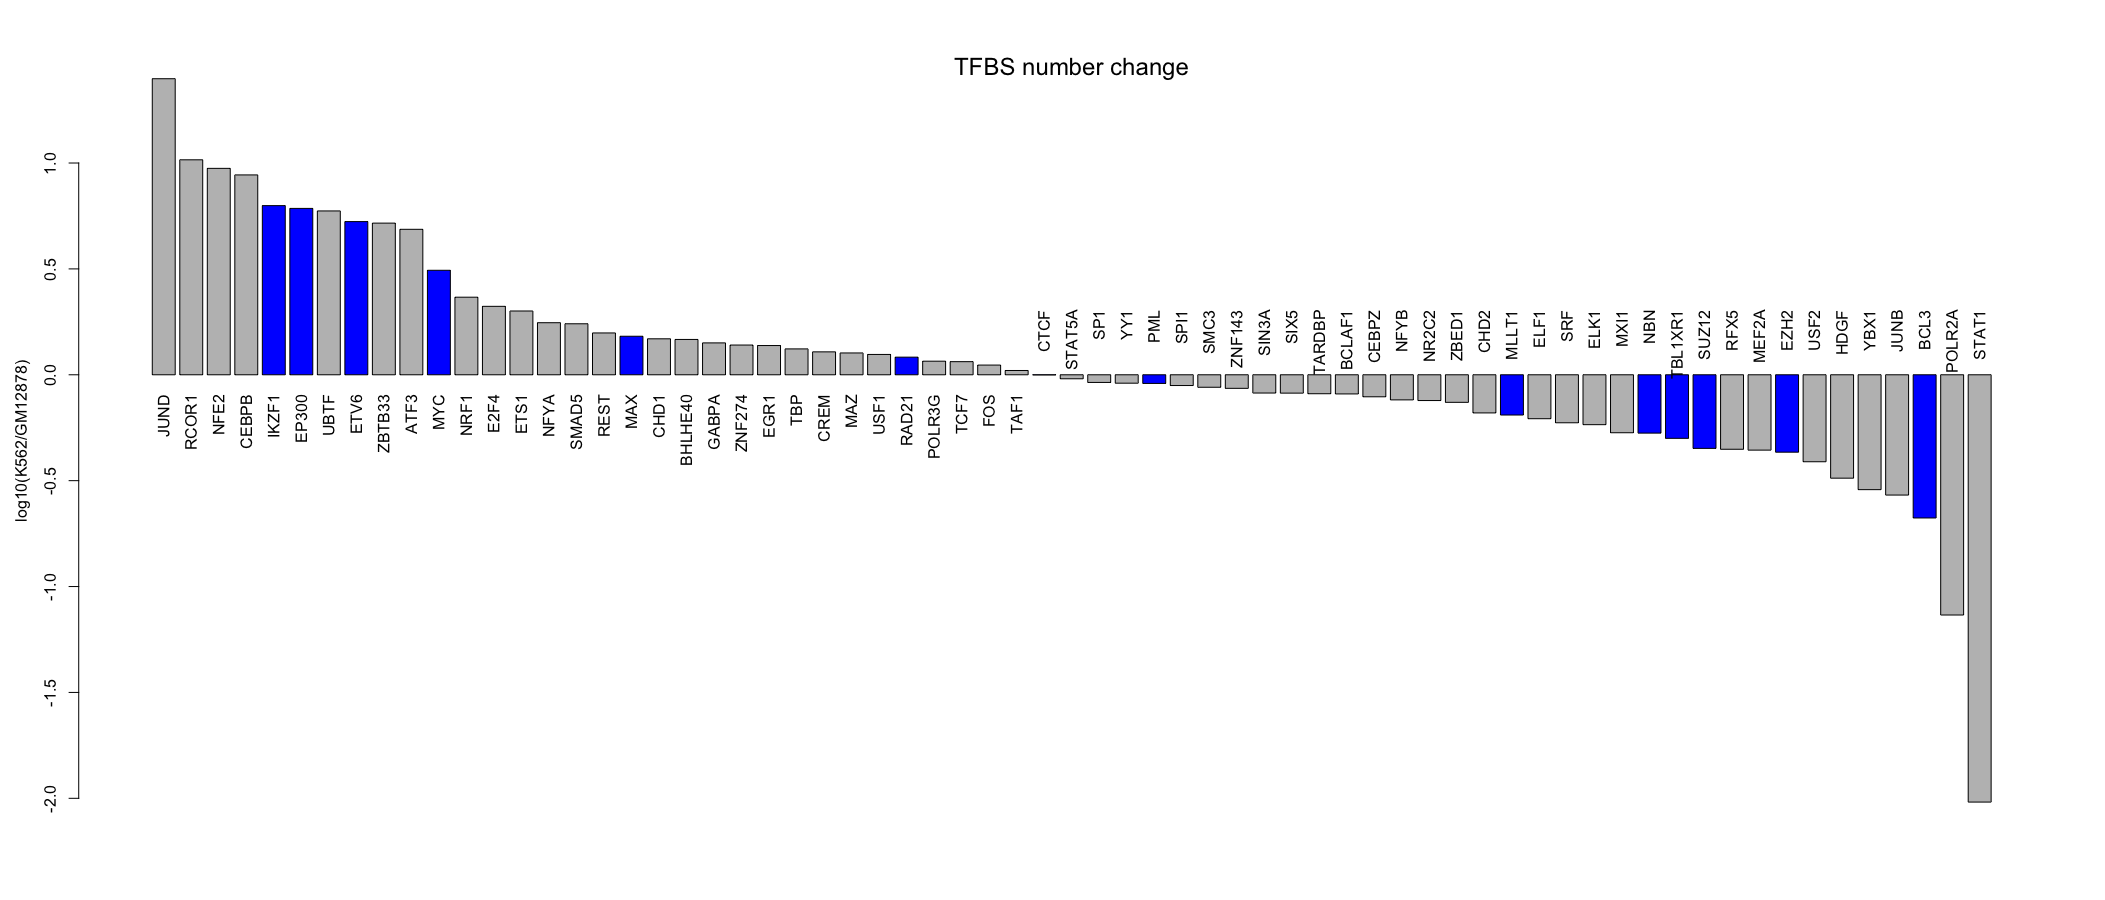 TFBS number change
log10(K562/GM12878)
1.0
0.5
0.0
-0.5
-1.0
-1.5
-2.0
JUND
RCOR1
NFE2
CEBPB
IKZF1
EP300
UBTF
ETV6
ZBTB33
ATF3
MYC
NRF1
E2F4
ETS1
NFYA
SMAD5
REST
MAX
CHD1
BHLHE40
GABPA
ZNF274
EGR1
TBP
CREM
MAZ
USF1
RAD21
POLR3G
TCF7
FOS
TAF1
CTCF
STAT5A
SP1
YY1
PML
SPI1
SMC3
ZNF143
SIN3A
SIX5
TARDBP
BCLAF1
CEBPZ
NFYB
NR2C2
ZBED1
CHD2
MLLT1
ELF1
SRF
ELK1
MXI1
NBN
TBL1XR1
SUZ12
RFX5
MEF2A
EZH2
USF2
HDGF
YBX1
JUNB
BCL3
POLR2A
STAT1